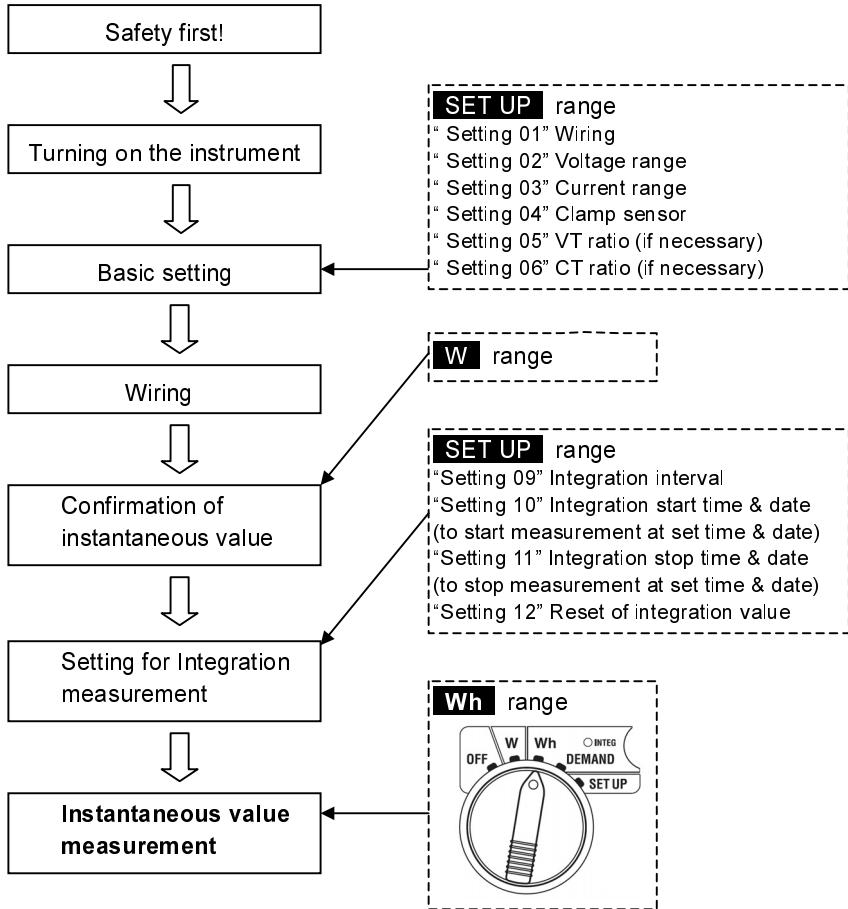 Safety first!
Turning on the instrument
Basic setting
SET UP range
“ Setting 01” Wiring
“ Setting 02” Voltage range
“ Setting 03” Current range
“ Setting 04” Clamp sensor
“ Setting 05” VT ratio (if necessary)
“ Setting 06” CT ratio (if necessary)
Wiring
W range
Confirmation of
instantaneous value
SET UP range
“Setting 09” Integration interval
“Setting 10” Integration start time & date
(to start measurement at set time & date)
“Setting 11” Integration stop time & date
(to stop measurement at set time & date)
“Setting 12” Reset of integration value
Setting for Integration
measurement
Wh range
OFF
W
Wh
INTEG
DEMAND
SET UP
Instantaneous value
measurement